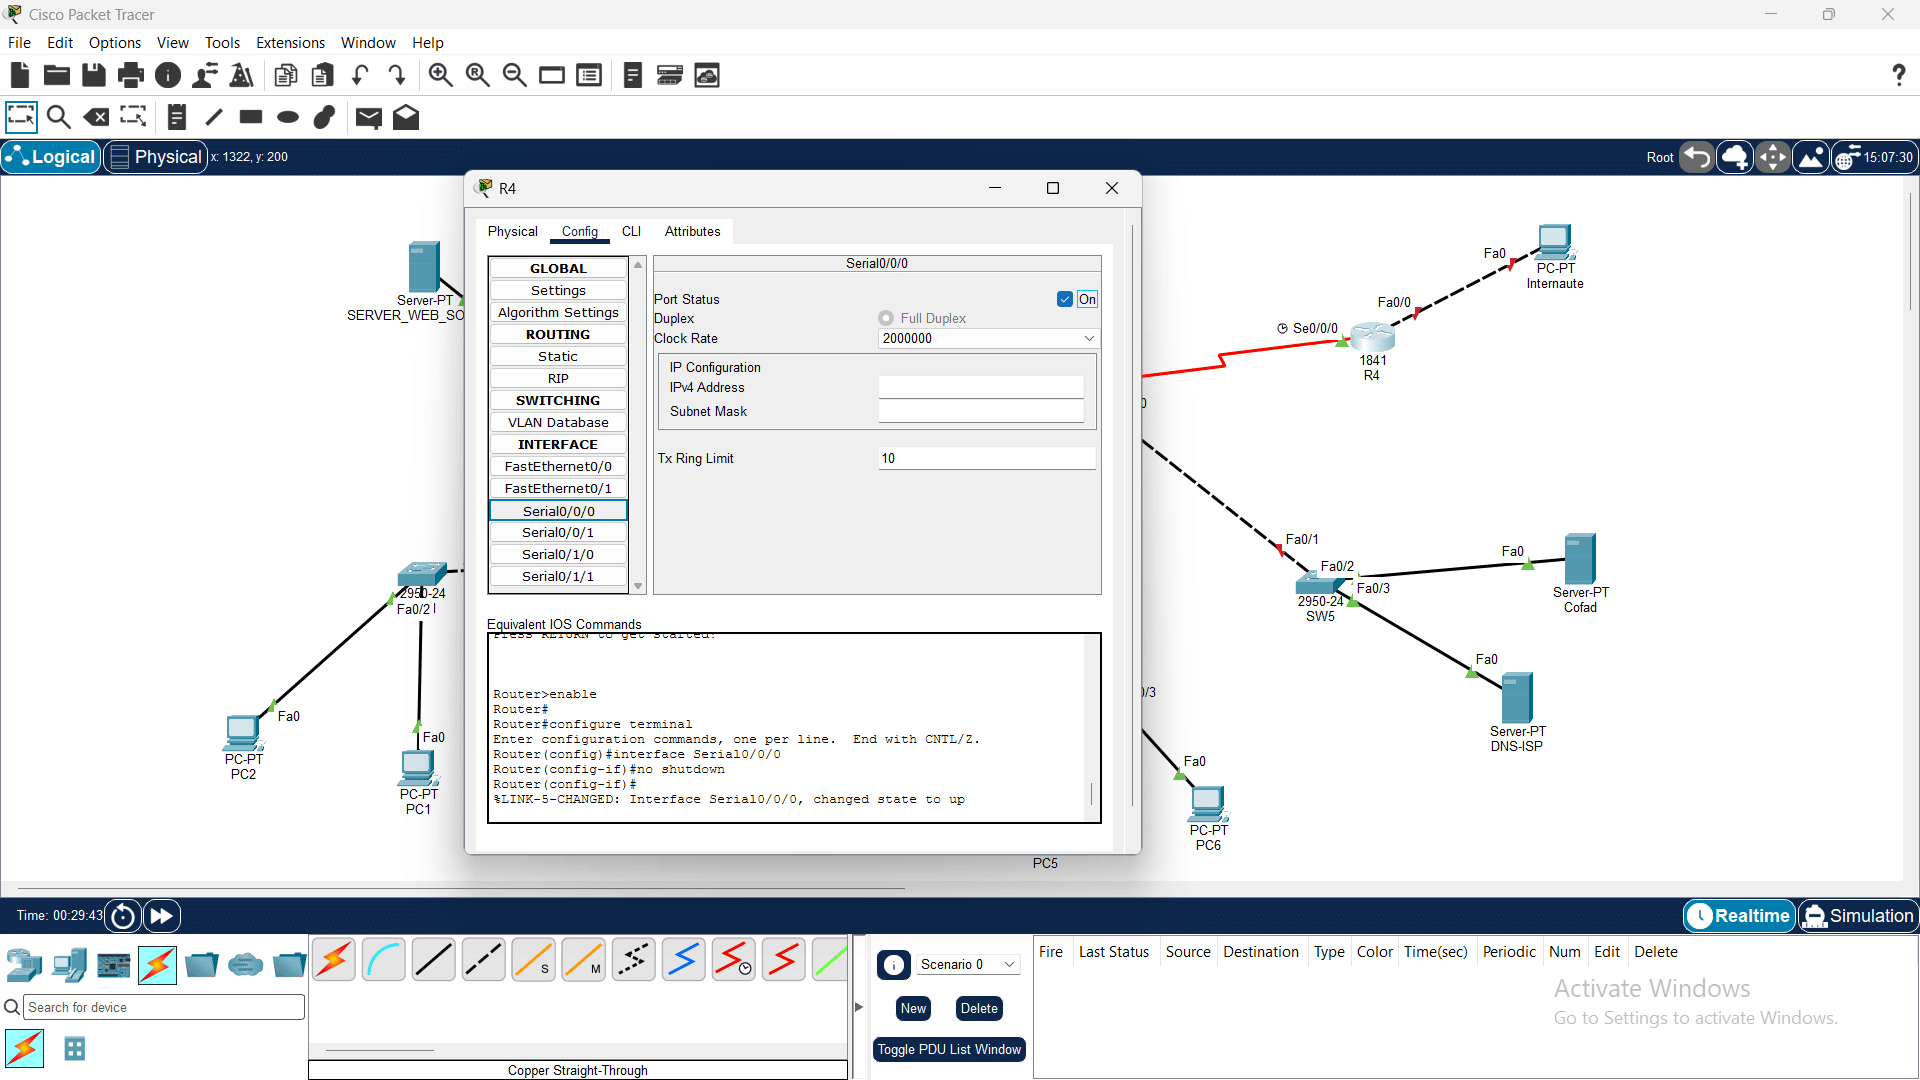 Cisco Packet Tracer
File Edit Options View Tools Extensions Window Help
Logical Physical x: 1322, y: 200 Root 15:07:30
R4
Physical Config CLI Attributes
GLOBAL
Settings
Algorithm Settings
ROUTING
Static
RIP
SWITCHING
VLAN Database
INTERFACE
FastEthernet0/0
FastEthernet0/1
Serial0/0/0
Serial0/0/1
Serial0/1/0
Serial0/1/1
Serial0/0/0
Port Status On
Duplex Full Duplex
Clock Rate 2000000
IP Configuration
IPv4 Address
Subnet Mask
Tx Ring Limit 10
Equivalent IOS Commands
Press RETURN to get started!
Router>enable
Router#
Router#configure terminal
Enter configuration commands, one per line.  End with CNTL/Z.
Router(config)#interface Serial0/0/0
Router(config-if)#no shutdown
Router(config-if)#
%LINK-5-CHANGED: Interface Serial0/0/0, changed state to up
Server-PT
SERVER_WEB_SO
2950-24
Fa0/2
Fa0
PC-PT
PC2
Fa0
PC-PT
PC1
Fa0
PC-PT
Internaute
Fa0/0
Se0/0/0
1841
R4
0
Fa0/1
Fa0/2
Fa0/3
2950-24
SW5
Fa0
Server-PT
Cofad
Fa0
Server-PT
DNS-ISP
0/3
Fa0
PC-PT
PC6
PC5
Time: 00:29:43
Realtime Simulation
Search for device
S
M
Copper Straight-Through
Scenario 0
New Delete
Toggle PDU List Window
Fire Last Status Source Destination Type Color Time(sec) Periodic Num Edit Delete
Activate Windows
Go to Settings to activate Windows.